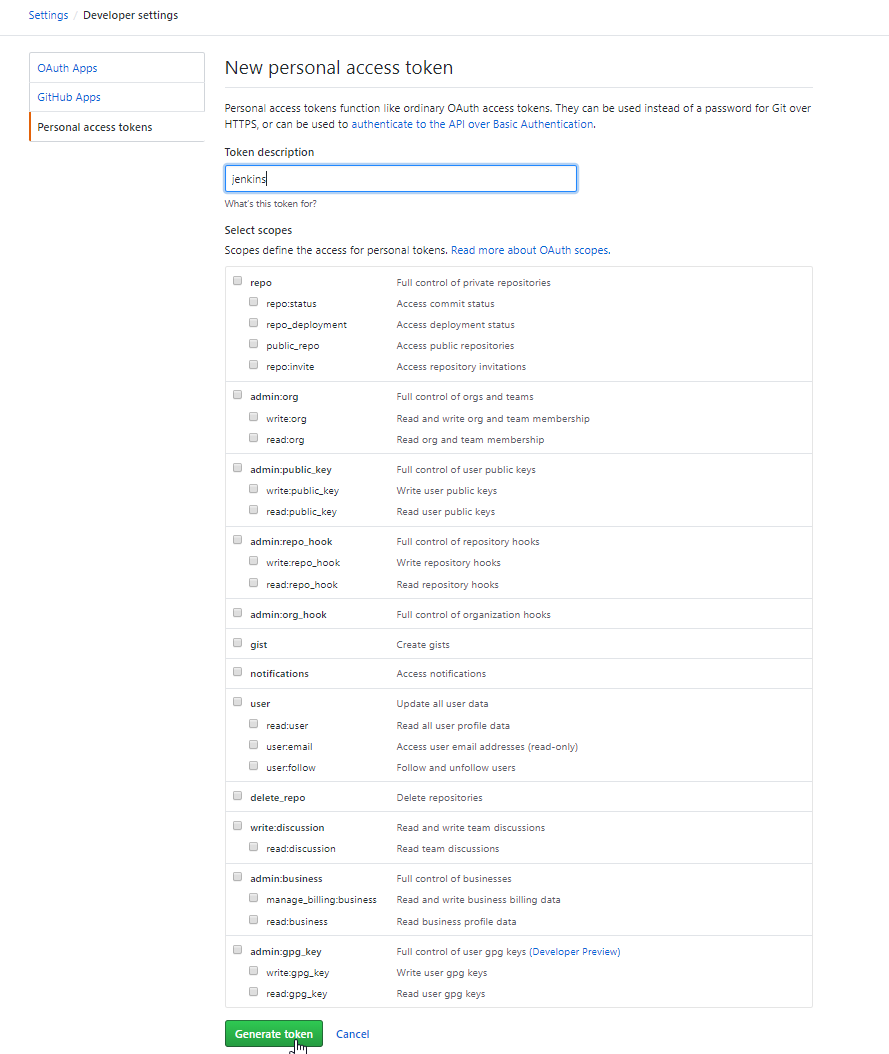 Settings / Developer settings
OAuth Apps
GitHub Apps
Personal access tokens
New personal access token
Personal access tokens function like ordinary OAuth access tokens. They can be used instead of a password for Git over
HTTPS, or can be used to authenticate to the API over Basic Authentication.
Token description
jenkins
What's this token for?
Select scopes
Scopes define the access for personal tokens. Read more about OAuth scopes.
repo Full control of private repositories
repo:status Access commit status
repo_deployment Access deployment status
public_repo Access public repositories
repo:invite Access repository invitations
admin:org Full control of orgs and teams
write:org Read and write org and team membership
read:org Read org and team membership
admin:public_key Full control of user public keys
write:public_key Write user public keys
read:public_key Read user public keys
admin:repo_hook Full control of repository hooks
write:repo_hook Write repository hooks
read:repo_hook Read repository hooks
admin:org_hook Full control of organization hooks
gist Create gists
notifications Access notifications
user Update all user data
read:user Read all user profile data
user:email Access user email addresses (read-only)
user:follow Follow and unfollow users
delete_repo Delete repositories
write:discussion Read and write team discussions
read:discussion Read team discussions
admin:business Full control of businesses
manage_billing:business Read and write business billing data
read:business Read business profile data
admin:gpg_key Full control of user gpg keys (Developer Preview)
write:gpg_key Write user gpg keys
read:gpg_key Read user gpg keys
Generate token Cancel